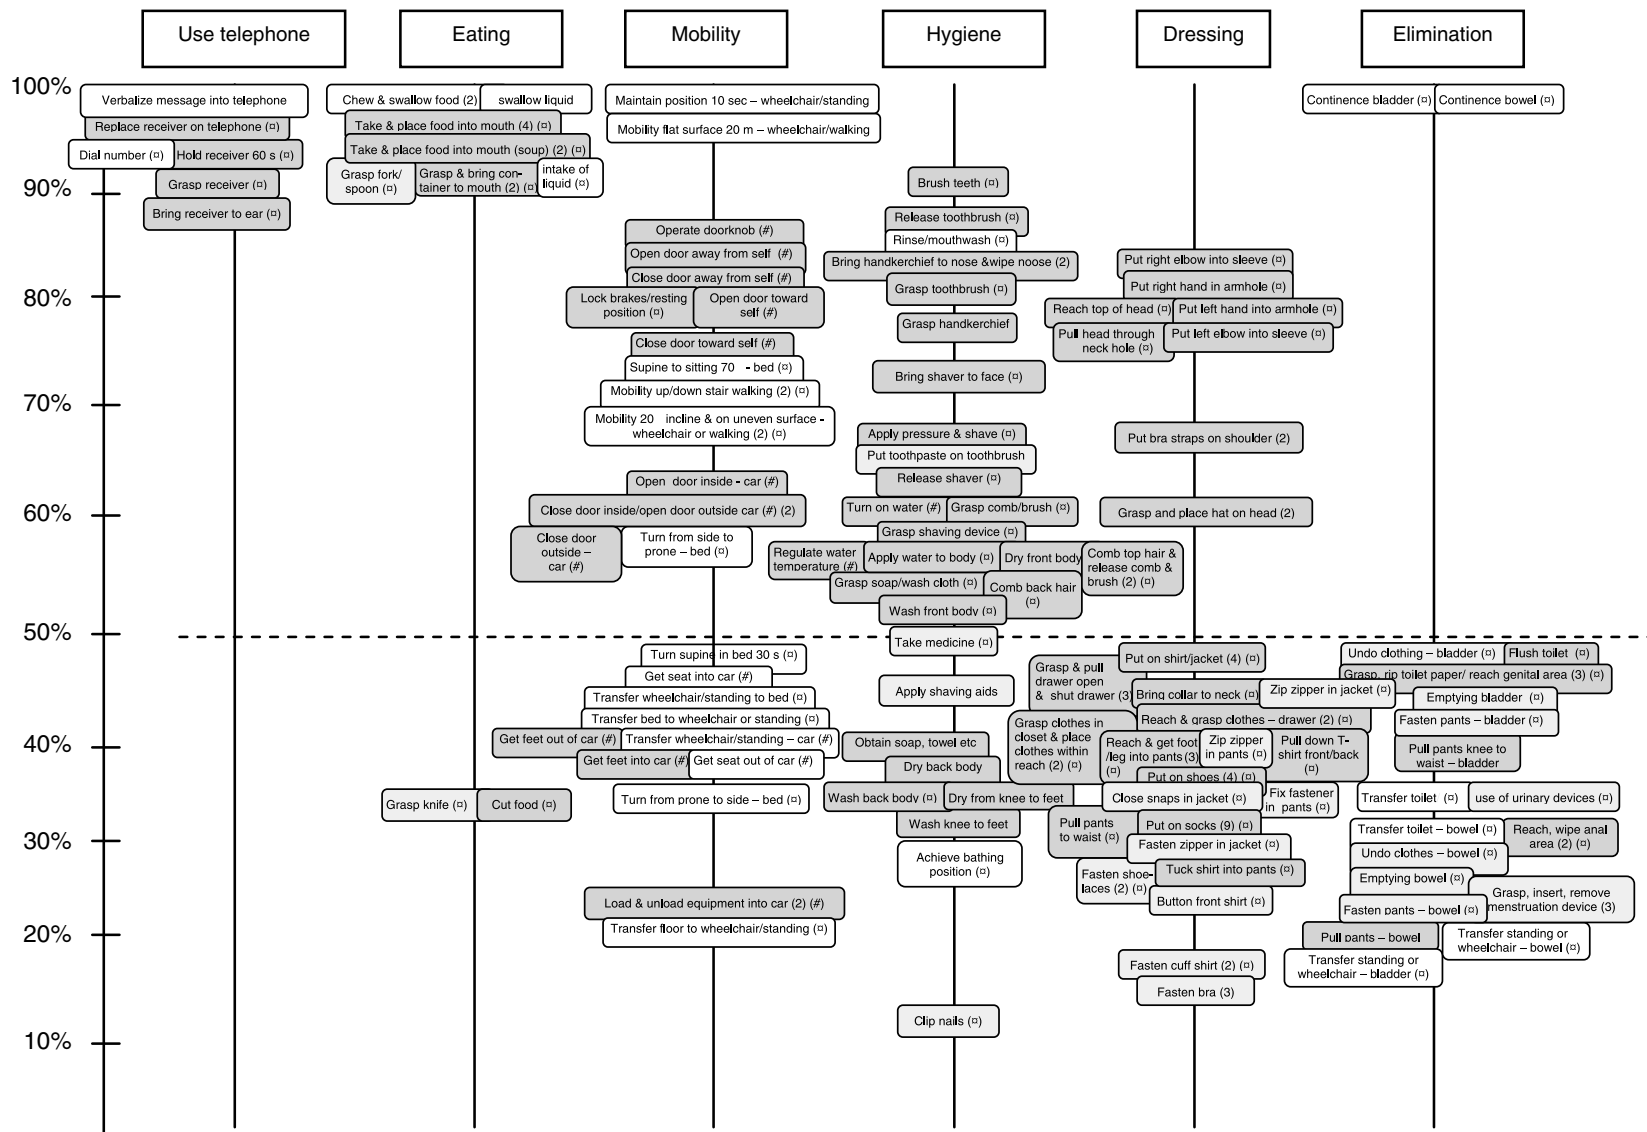 Use telephone
Eating
Mobility
Hygiene
Dressing
Elimination
100%
90%
80%
70%
60%
50%
40%
30%
20%
10%
Verbalize message into telephone
Replace receiver on telephone (¤)
Dial number (¤)
Hold receiver 60 s (¤)
Grasp receiver (¤)
Bring receiver to ear (¤)
Chew & swallow food (2)
swallow liquid
Take & place food into mouth (4) (¤)
Take & place food into mouth (soup) (2) (¤)
Grasp fork/
spoon (¤)
Grasp & bring con-
tainer to mouth (2) (¤)
intake of
liquid (¤)
Grasp knife (¤)
Cut food (¤)
Maintain position 10 sec – wheelchair/standing
Mobility flat surface 20 m – wheelchair/walking
Operate doorknob (#)
Open door away from self (#)
Close door away from self (#)
Lock brakes/resting
position (¤)
Open door toward
self (#)
Close door toward self (#)
Supine to sitting 70 - bed (¤)
Mobility up/down stair walking (2) (¤)
Mobility 20 incline & on uneven surface -
wheelchair or walking (2) (¤)
Open door inside - car (#)
Close door inside/open door outside car (#) (2)
Close door
outside –
car (#)
Turn from side to
prone – bed (¤)
Turn supine in bed 30 s (¤)
Get seat into car (#)
Transfer wheelchair/standing to bed (¤)
Transfer bed to wheelchair or standing (¤)
Get feet out of car (#)
Transfer wheelchair/standing – car (#)
Get feet into car (#)
Get seat out of car (#)
Turn from prone to side – bed (¤)
Load & unload equipment into car (2) (#)
Transfer floor to wheelchair/standing (¤)
Brush teeth (¤)
Release toothbrush (¤)
Rinse/mouthwash (¤)
Bring handkerchief to nose &wipe noose (2)
Grasp toothbrush (¤)
Grasp handkerchief
Bring shaver to face (¤)
Apply pressure & shave (¤)
Put toothpaste on toothbrush
Release shaver (¤)
Turn on water (#)
Grasp comb/brush (¤)
Grasp shaving device (¤)
Regulate water
temperature (#)
Apply water to body (¤)
Dry front body
Comb top hair &
release comb &
brush (2) (¤)
Grasp soap/wash cloth (¤)
Comb back hair
(¤)
Wash front body (¤)
Take medicine (¤)
Apply shaving aids
Obtain soap, towel etc
Dry back body
Wash back body (¤)
Dry from knee to feet
Wash knee to feet
Achieve bathing
position (¤)
Clip nails (¤)
Put right elbow into sleeve (¤)
Put right hand in armhole (¤)
Reach top of head (¤)
Put left hand into armhole (¤)
Pull head through
neck hole (¤)
Put left elbow into sleeve (¤)
Put bra straps on shoulder (2)
Grasp and place hat on head (2)
Put on shirt/jacket (4) (¤)
Grasp & pull
drawer open
& shut drawer (3)
Bring collar to neck (¤)
Zip zipper in jacket (¤)
Reach & grasp clothes – drawer (2) (¤)
Grasp clothes in
closet & place
clothes within
reach (2) (¤)
Reach & get foot
/leg into pants (3)
(¤)
Zip zipper
in pants (¤)
Pull down T-
shirt front/back
(¤)
Put on shoes (4) (¤)
Close snaps in jacket (¤)
Fix fastener
in pants (¤)
Pull pants
to waist (¤)
Put on socks (9) (¤)
Fasten zipper in jacket (¤)
Fasten shoe-
laces (2) (¤)
Tuck shirt into pants (¤)
Button front shirt (¤)
Fasten cuff shirt (2) (¤)
Fasten bra (3)
Continence bladder (¤)
Continence bowel (¤)
Undo clothing – bladder (¤)
Flush toilet (¤)
Grasp, rip toilet paper/ reach genital area (3) (¤)
Emptying bladder (¤)
Fasten pants – bladder (¤)
Pull pants knee to
waist – bladder
Transfer toilet (¤)
use of urinary devices (¤)
Transfer toilet – bowel (¤)
Reach, wipe anal
area (2) (¤)
Undo clothes – bowel (¤)
Emptying bowel (¤)
Grasp, insert, remove
menstruation device (3)
Fasten pants – bowel (¤)
Pull pants – bowel
Transfer standing or
wheelchair – bowel (¤)
Transfer standing or
wheelchair – bladder (¤)